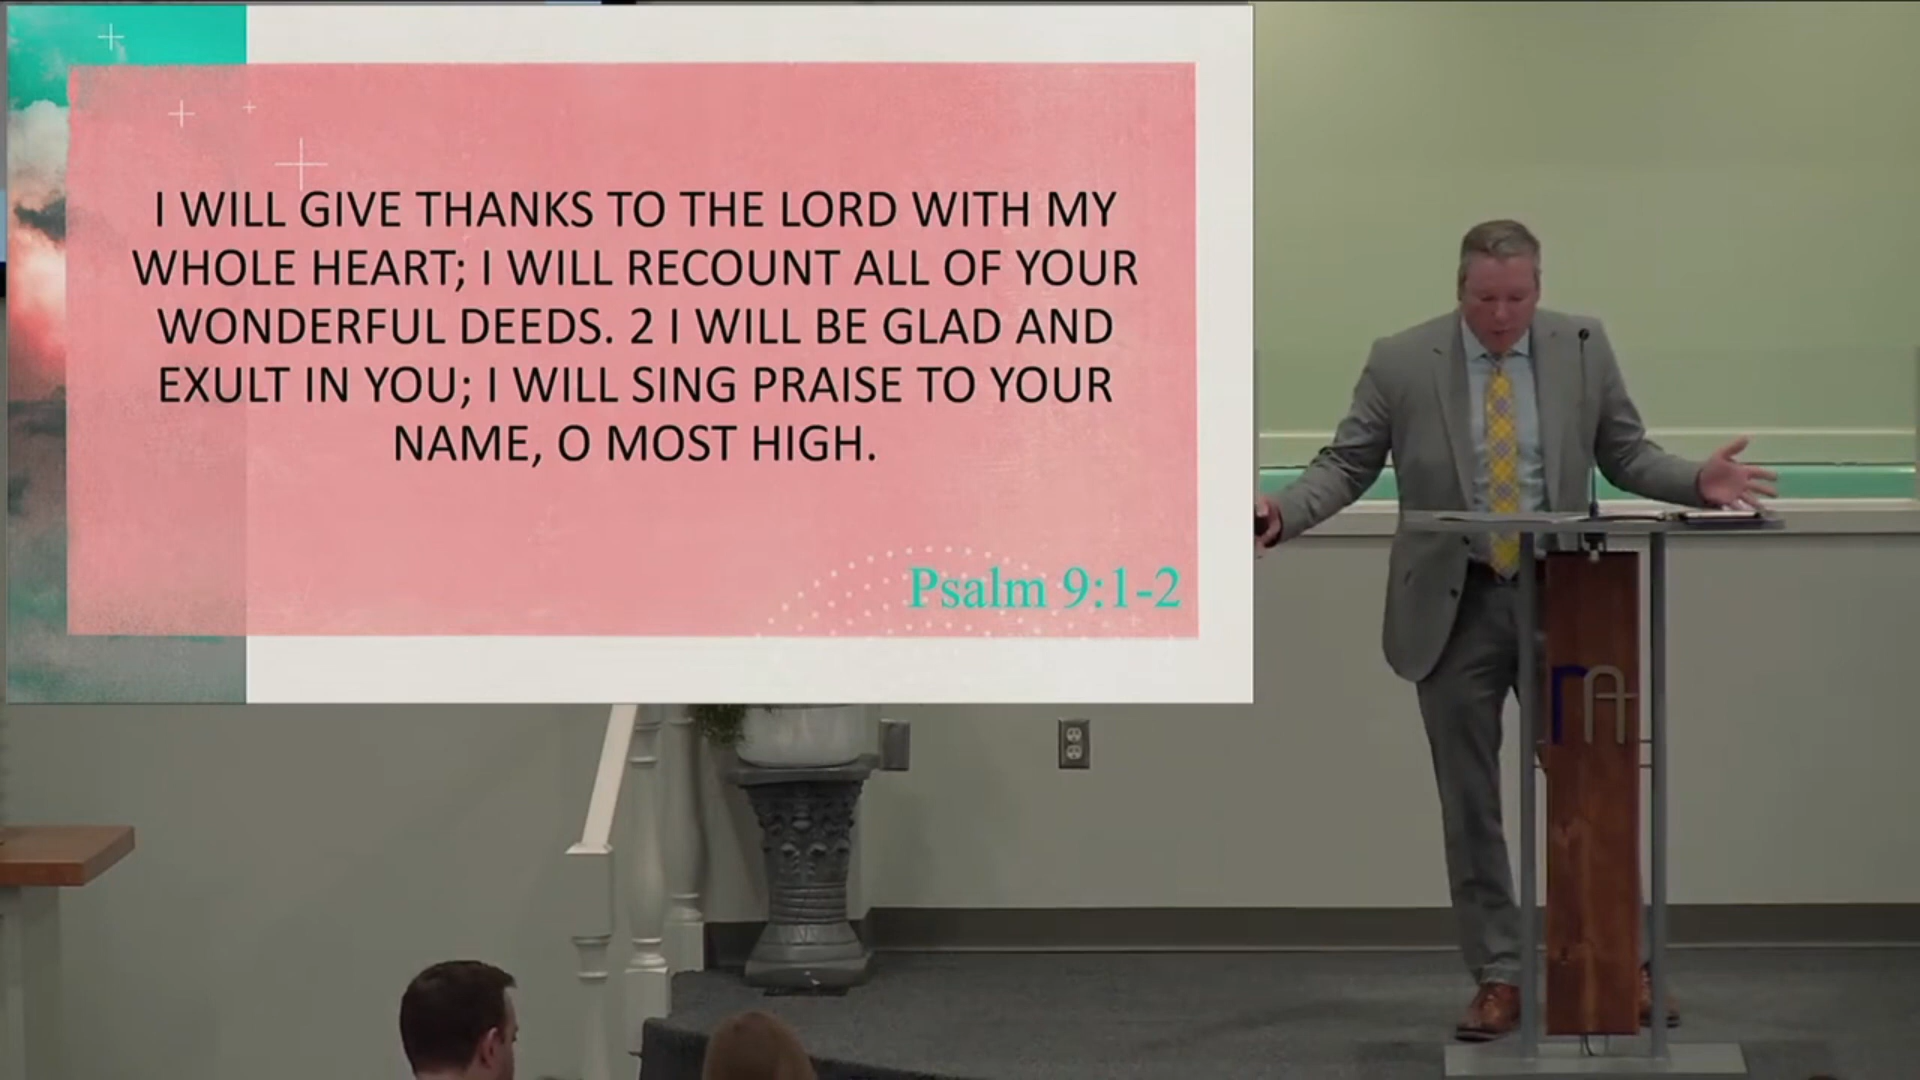 I WILL GIVE THANKS TO THE LORD WITH MY
WHOLE HEART; I WILL RECOUNT ALL OF YOUR
WONDERFUL DEEDS. 2 I WILL BE GLAD AND
EXULT IN YOU; I WILL SING PRAISE TO YOUR
NAME, O MOST HIGH.
Psalm 9:1-2